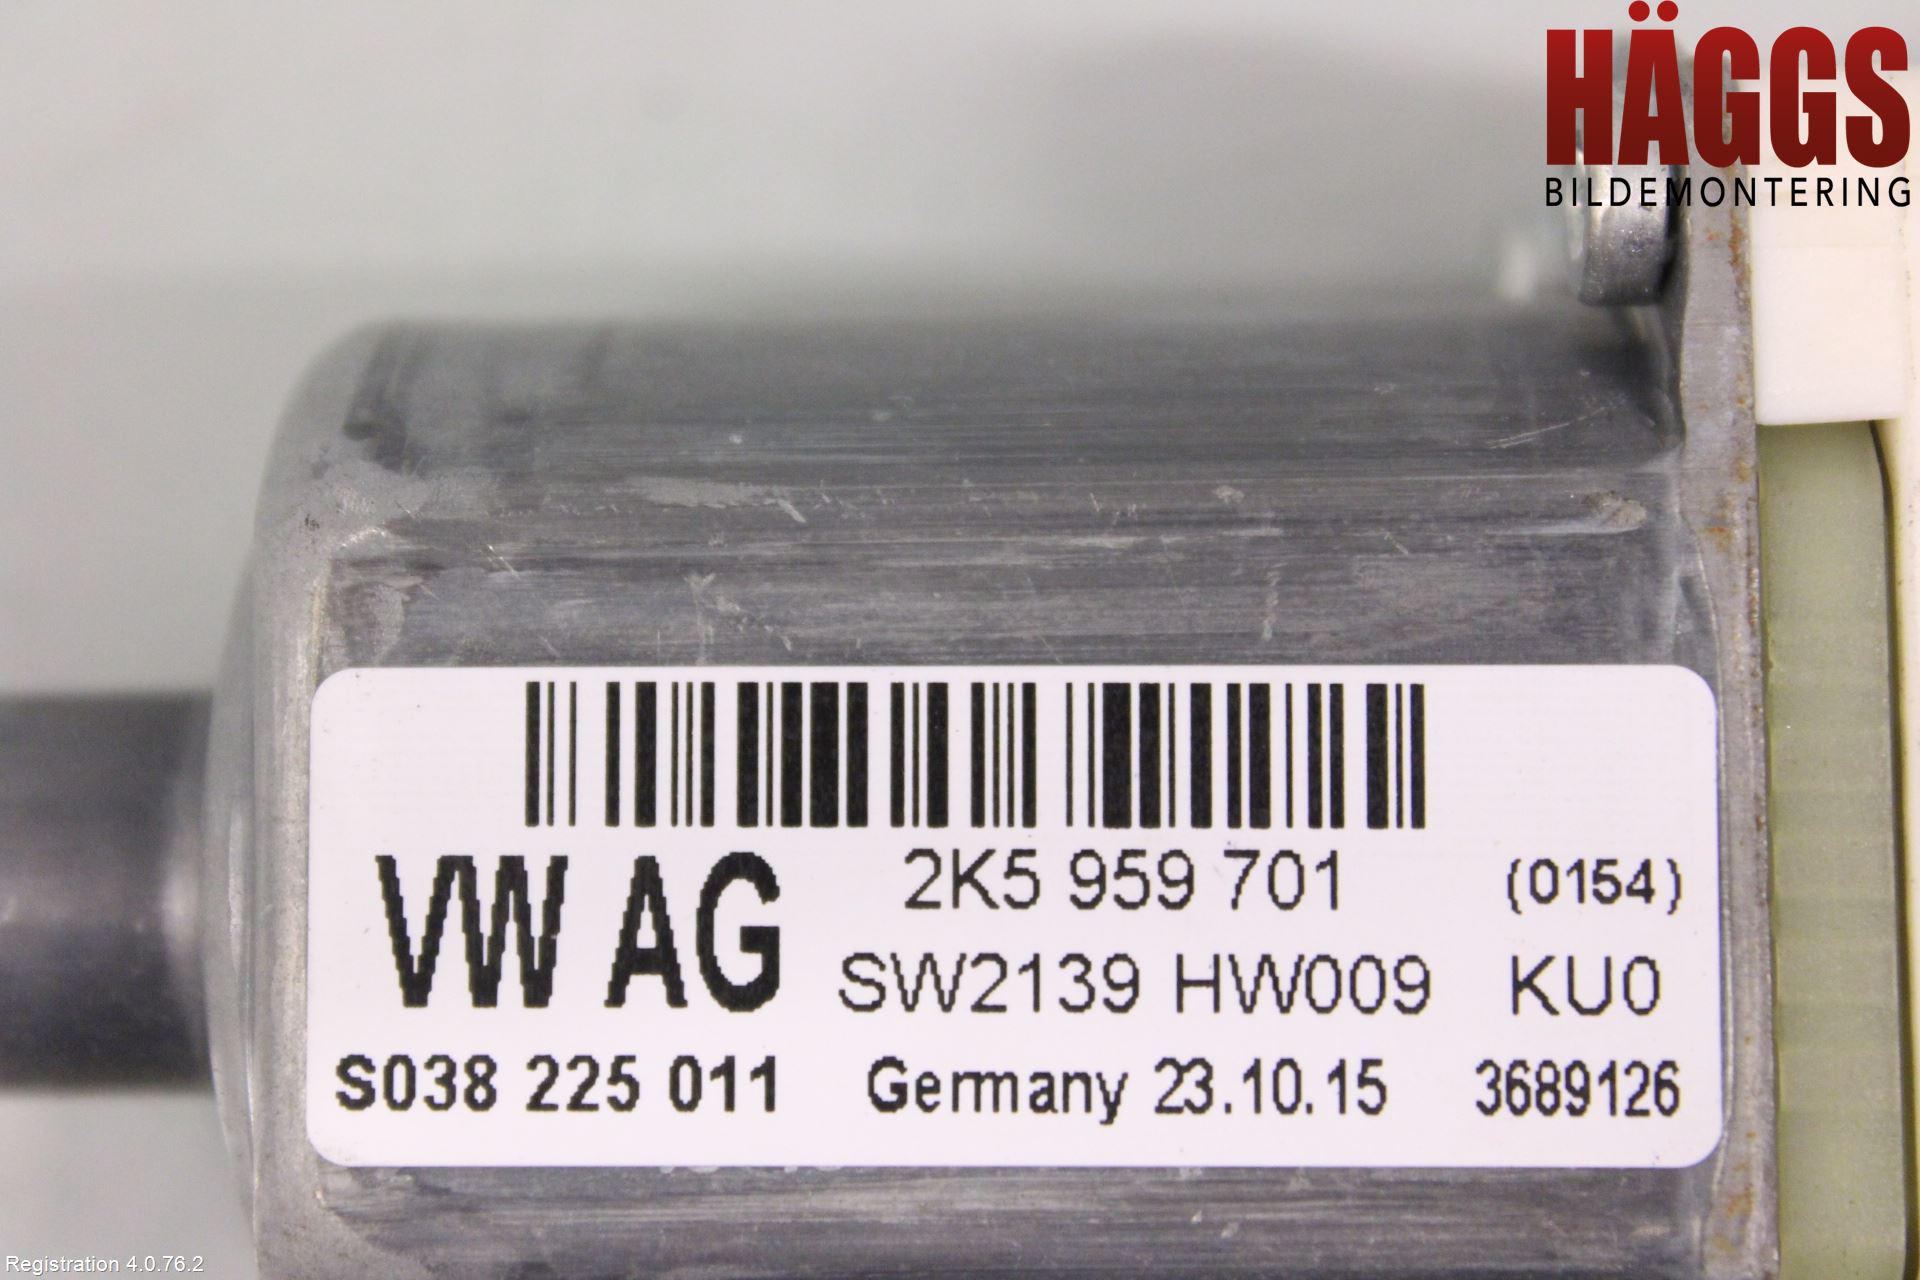 HÄGGS
BILDEMONTERING
VW AG
2K5 959 701 (0154)
SW2139 HW009 KU0
S038 225 011 Germany 23.10.15 3689126
Registration 4.0.76.2